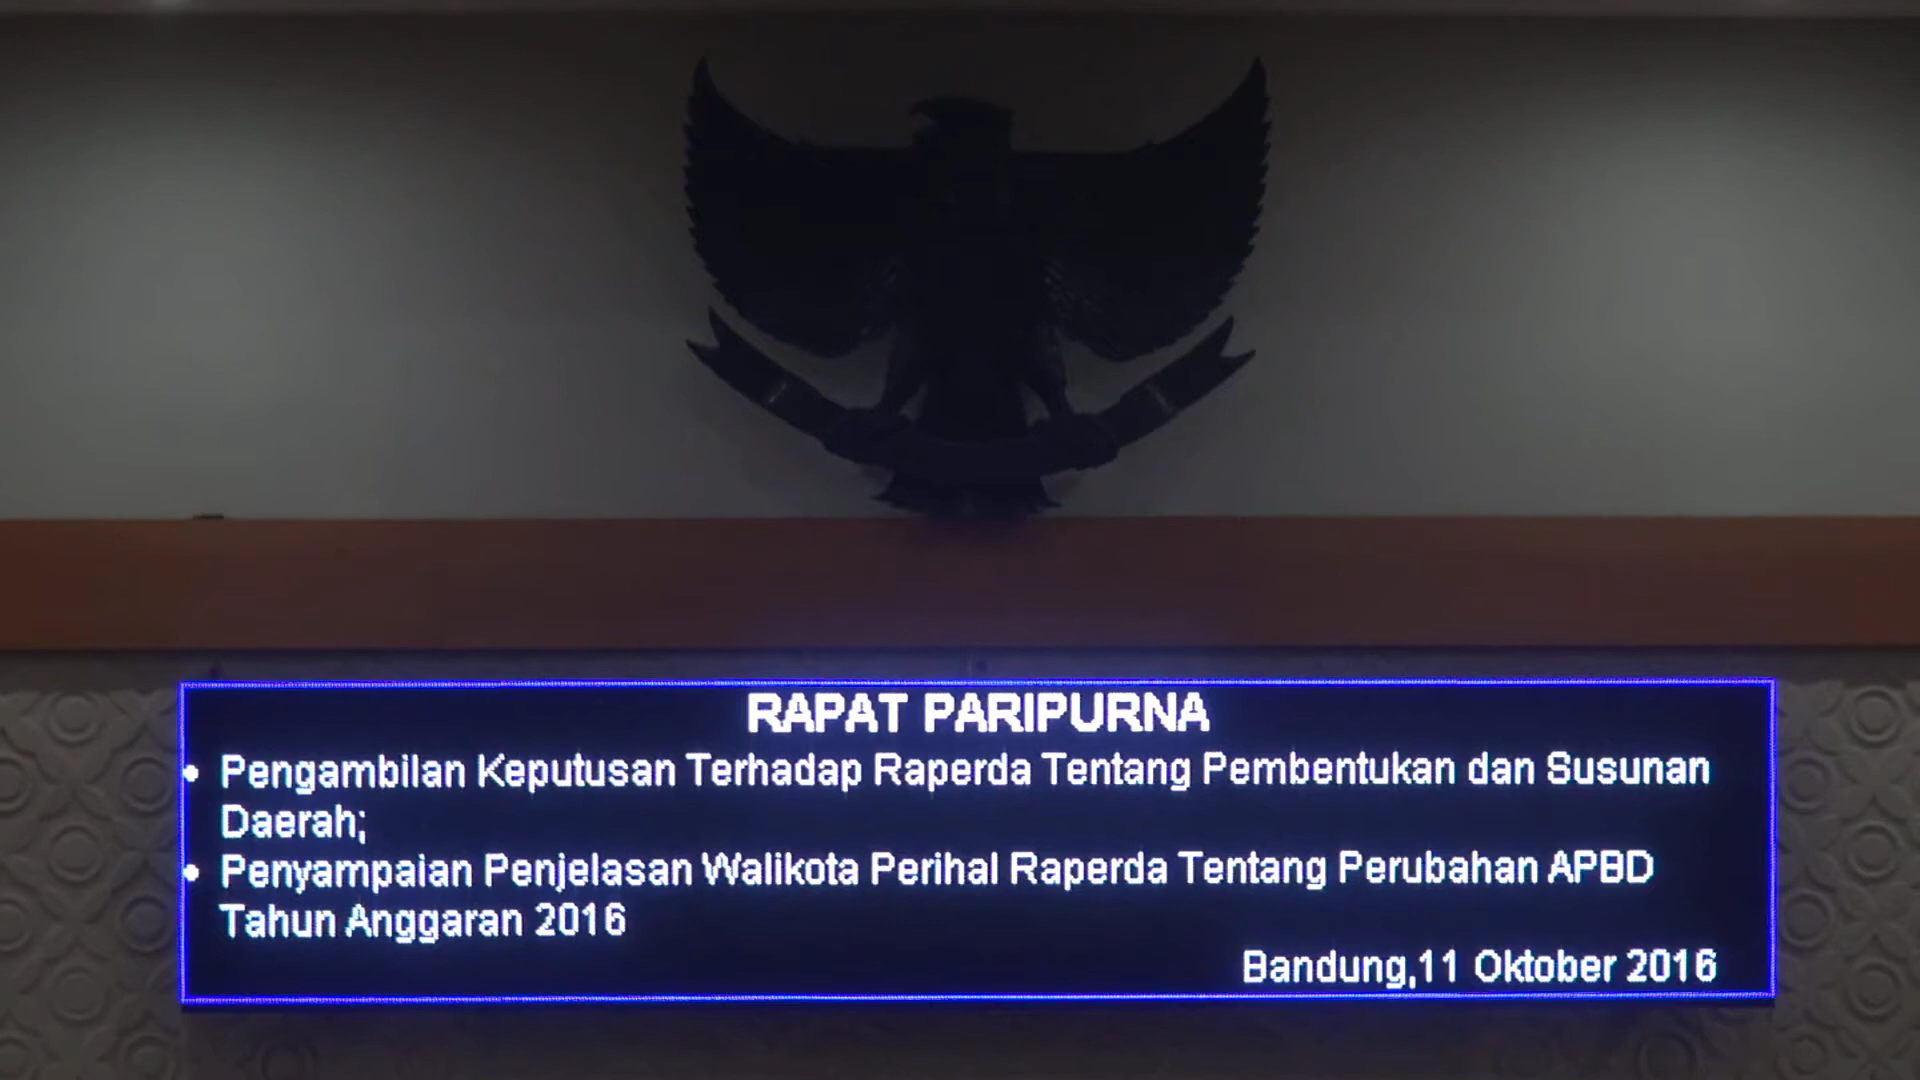 RAPAT PARIPURNA
• Pengambilan Keputusan Terhadap Raperda Tentang Pembentukan dan Susunan
Daerah;
• Penyampaian Penjelasan Walikota Perihal Raperda Tentang Perubahan APBD
Tahun Anggaran 2016
Bandung,11 Oktober 2016